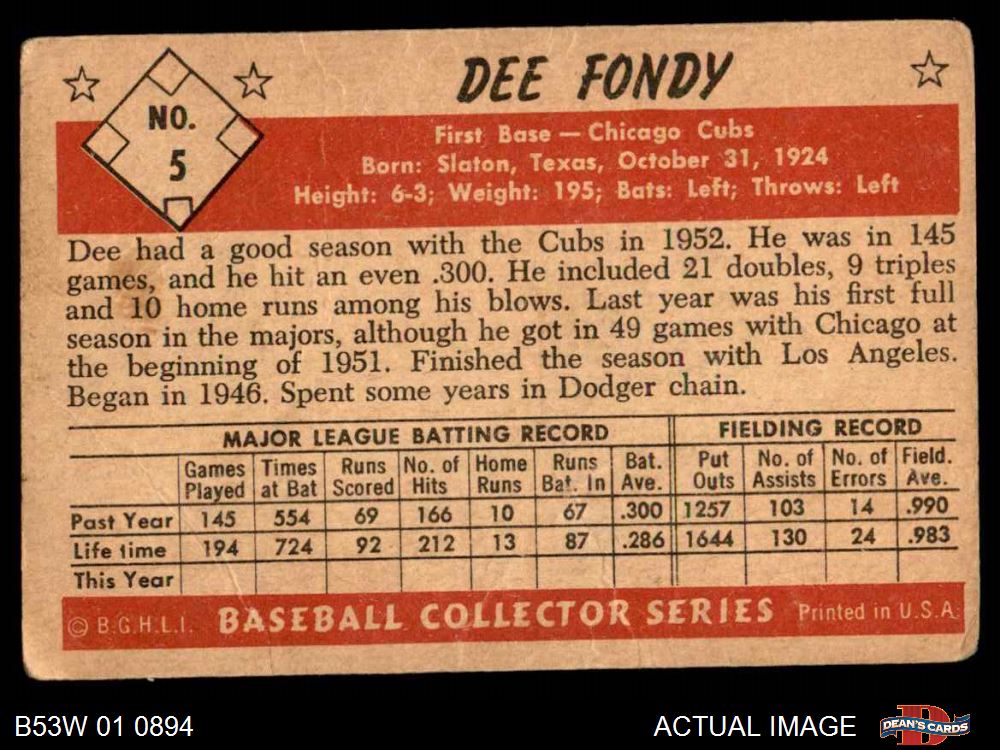 NO.
5
DEE FONDY
First Base — Chicago Cubs
Born: Slaton, Texas, October 31, 1924
Height: 6-3; Weight: 195; Bats: Left; Throws: Left
Dee had a good season with the Cubs in 1952. He was in 145
games, and he hit an even .300. He included 21 doubles, 9 triples
and 10 home runs among his blows. Last year was his first full
season in the majors, although he got in 49 games with Chicago at
the beginning of 1951. Finished the season with Los Angeles.
Began in 1946. Spent some years in Dodger chain.
MAJOR LEAGUE BATTING RECORD FIELDING RECORD
Games Times Runs No. of Home Runs Bat. Put No. of No. of Field.
Played at Bat Scored Hits Runs Bat. In Ave. Outs Assists Errors Ave.
Past Year 145 554 69 166 10 67 .300 1257 103 14 .990
Life time 194 724 92 212 13 87 .286 1644 130 24 .983
This Year
© B.G.H.L.I. BASEBALL COLLECTOR SERIES Printed in U.S.A.
B53W 01 0894 ACTUAL IMAGE DEAN'S CARDS